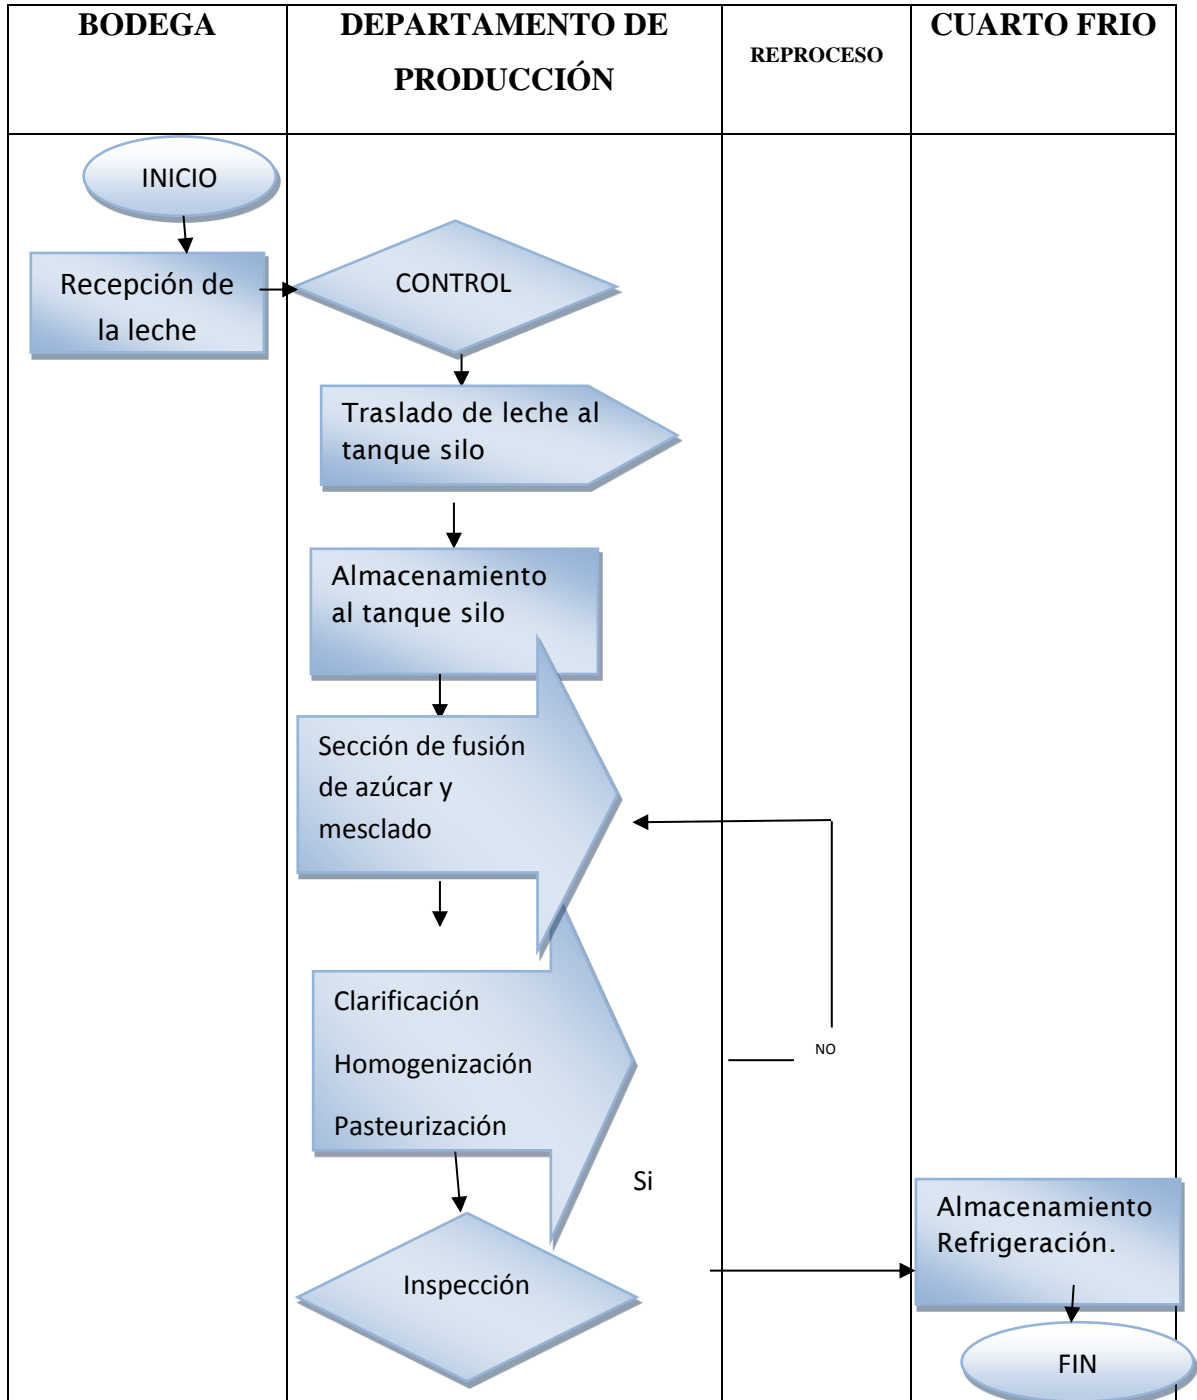 BODEGA
DEPARTAMENTO DE
PRODUCCIÓN
REPROCESO
CUARTO FRIO
INICIO
Recepción de
la leche
CONTROL
Traslado de leche al
tanque silo
Almacenamiento
al tanque silo
Sección de fusión
de azúcar y
mesclado
Clarificación
Homogenización
Pasteurización
NO
Si
Almacenamiento
Refrigeración.
Inspección
FIN